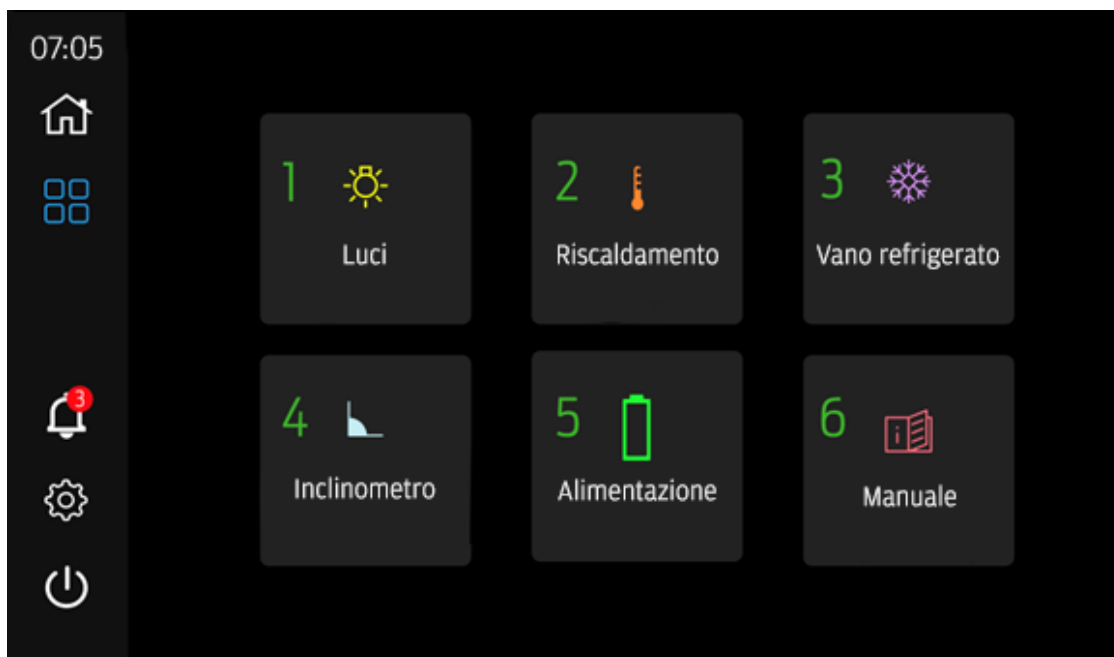 07:05
1
Luci
2
Riscaldamento
3
Vano refrigerato
3
4
Inclinometro
5
Alimentazione
6
i
Manuale